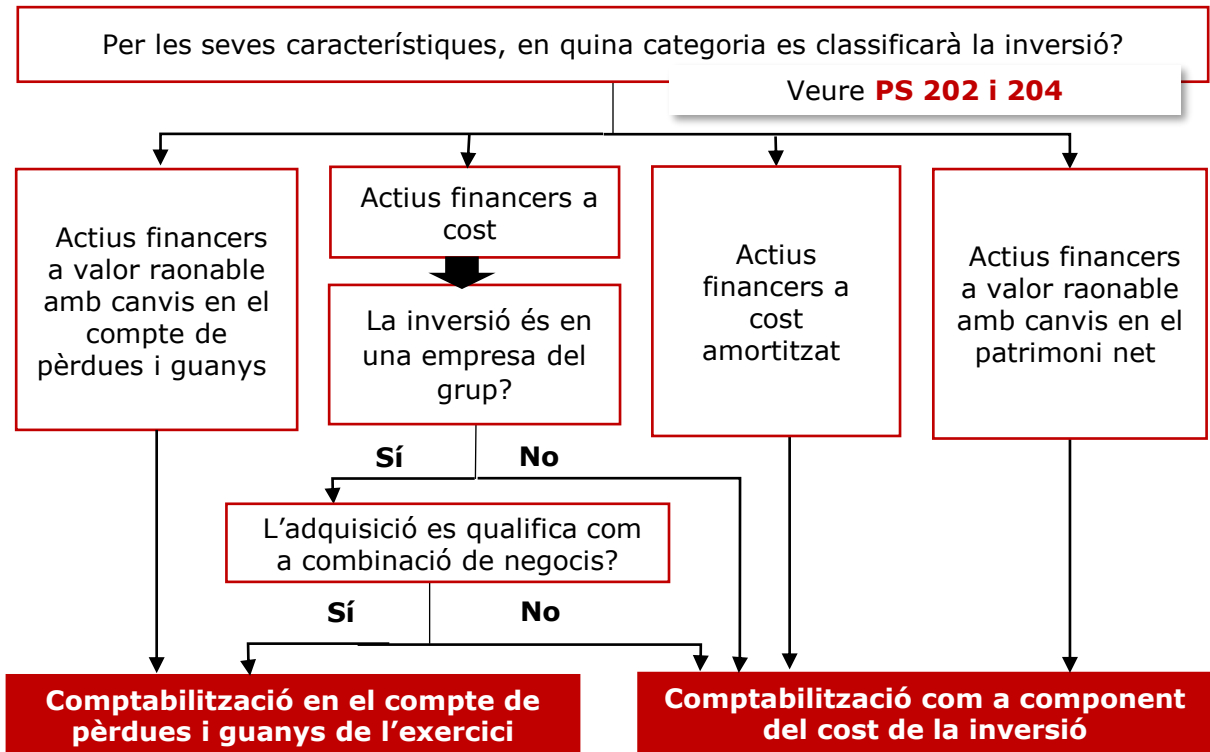 Per les seves característiques, en quina categoria es classificarà la inversió?
Veure PS 202 i 204
Actius financers
a valor raonable
amb canvis en el
compte de
pèrdues i guanys
Actius financers a
cost
La inversió és en
una empresa del
grup?
Actius
financers a
cost
amortitzat
Actius financers
a valor raonable
amb canvis en el
patrimoni net
Sí
No
L’adquisició es qualifica com
a combinació de negocis?
Sí
No
Comptabilització en el compte de
pèrdues i guanys de l’exercici
Comptabilització com a component
del cost de la inversió